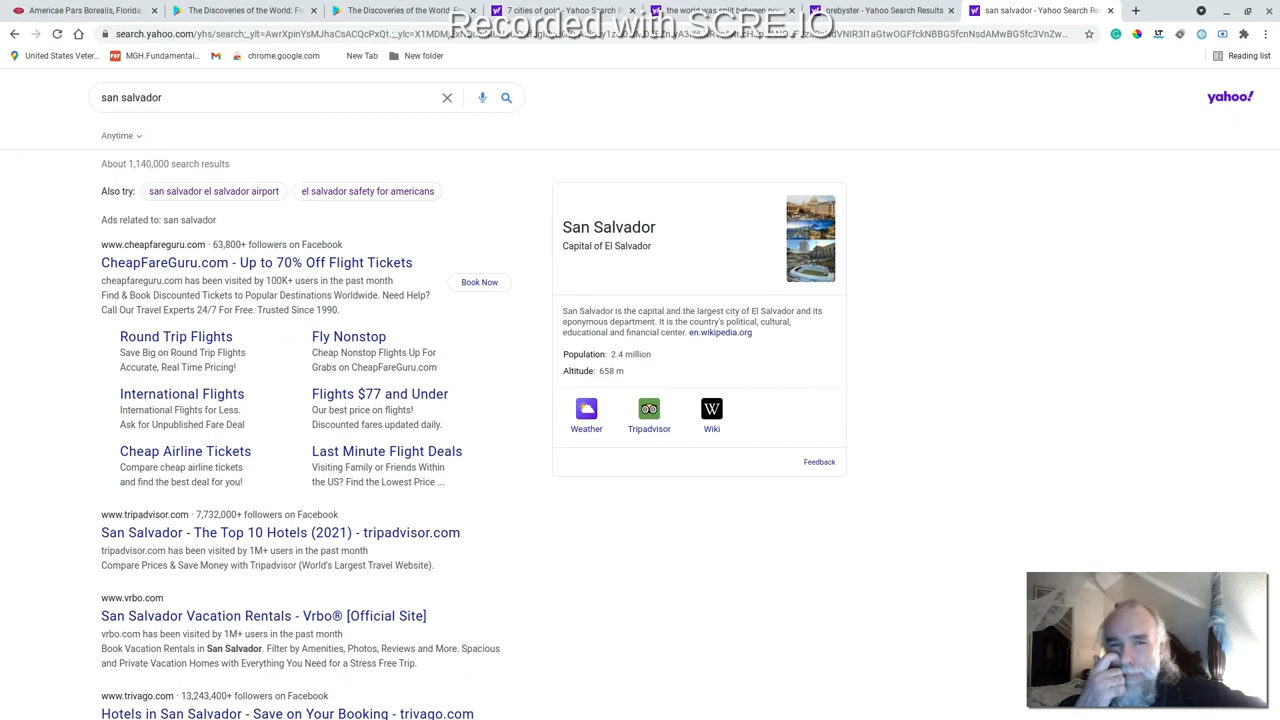 Americae Pars Borealis, Florida,
The Discoveries of the World: Fr
The Discoveries of the World: F
7 cities of gold - Yahoo Se
the world was split between po
orebyster - Yahoo Search Results
san salvador - Yahoo Search Res
Recorded with SCRE.IO
United States Veter...
MGH.Fundamental...
chrome.google.com
New Tab
New folder
Reading list
san salvador
yahoo!
Anytime
About 1,140,000 search results
Also try: san salvador el salvador airport el salvador safety for americans
Ads related to: san salvador
www.cheapfareguru.com · 63,800+ followers on Facebook
CheapFareGuru.com - Up to 70% Off Flight Tickets
cheapfareguru.com has been visited by 100K+ users in the past month
Find & Book Discounted Tickets to Popular Destinations Worldwide. Need Help?
Call Our Travel Experts 24/7 For Free. Trusted Since 1990.
Book Now
Round Trip Flights
Save Big on Round Trip Flights
Accurate, Real Time Pricing!
Fly Nonstop
Cheap Nonstop Flights Up For
Grabs on CheapFareGuru.com
International Flights
International Flights for Less.
Ask for Unpublished Fare Deal
Flights $77 and Under
Our best price on flights!
Discounted fares updated daily.
Cheap Airline Tickets
Compare cheap airline tickets
and find the best deal for you!
Last Minute Flight Deals
Visiting Family or Friends Within
the US? Find the Lowest Price ...
www.tripadvisor.com · 7,732,000+ followers on Facebook
San Salvador - The Top 10 Hotels (2021) - tripadvisor.com
tripadvisor.com has been visited by 1M+ users in the past month
Compare Prices & Save Money with Tripadvisor (World's Largest Travel Website).
www.vrbo.com
San Salvador Vacation Rentals - Vrbo® [Official Site]
vrbo.com has been visited by 1M+ users in the past month
Book Vacation Rentals in San Salvador. Filter by Amenities, Photos, Reviews and More. Spacious
and Private Vacation Homes with Everything You Need for a Stress Free Trip.
www.trivago.com · 13,243,400+ followers on Facebook
Hotels in San Salvador - Save on Your Booking - trivago.com
San Salvador
Capital of El Salvador
San Salvador is the capital and the largest city of El Salvador and its
eponymous department. It is the country's political, cultural,
educational and financial center. en.wikipedia.org
Population: 2.4 million
Altitude: 658 m
Weather
Tripadvisor
W
Wiki
Feedback